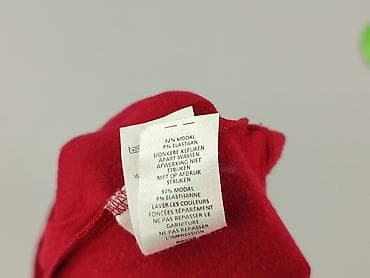 92% MODAL
8% ELASTAAN
DONKERE KLEUREN
APART WASSEN
AFWERKING NIET
STRIJKEN
NIET OP AFDRUK
STRIJKEN
92% MODAL
8% ELASTHANNE
LAVER LES COULEURS
FONCÉES SÉPARÉMENT
NE PAS REPASSER LE
GARNITURE
NE PAS REPASSER
L'IMPRESSION